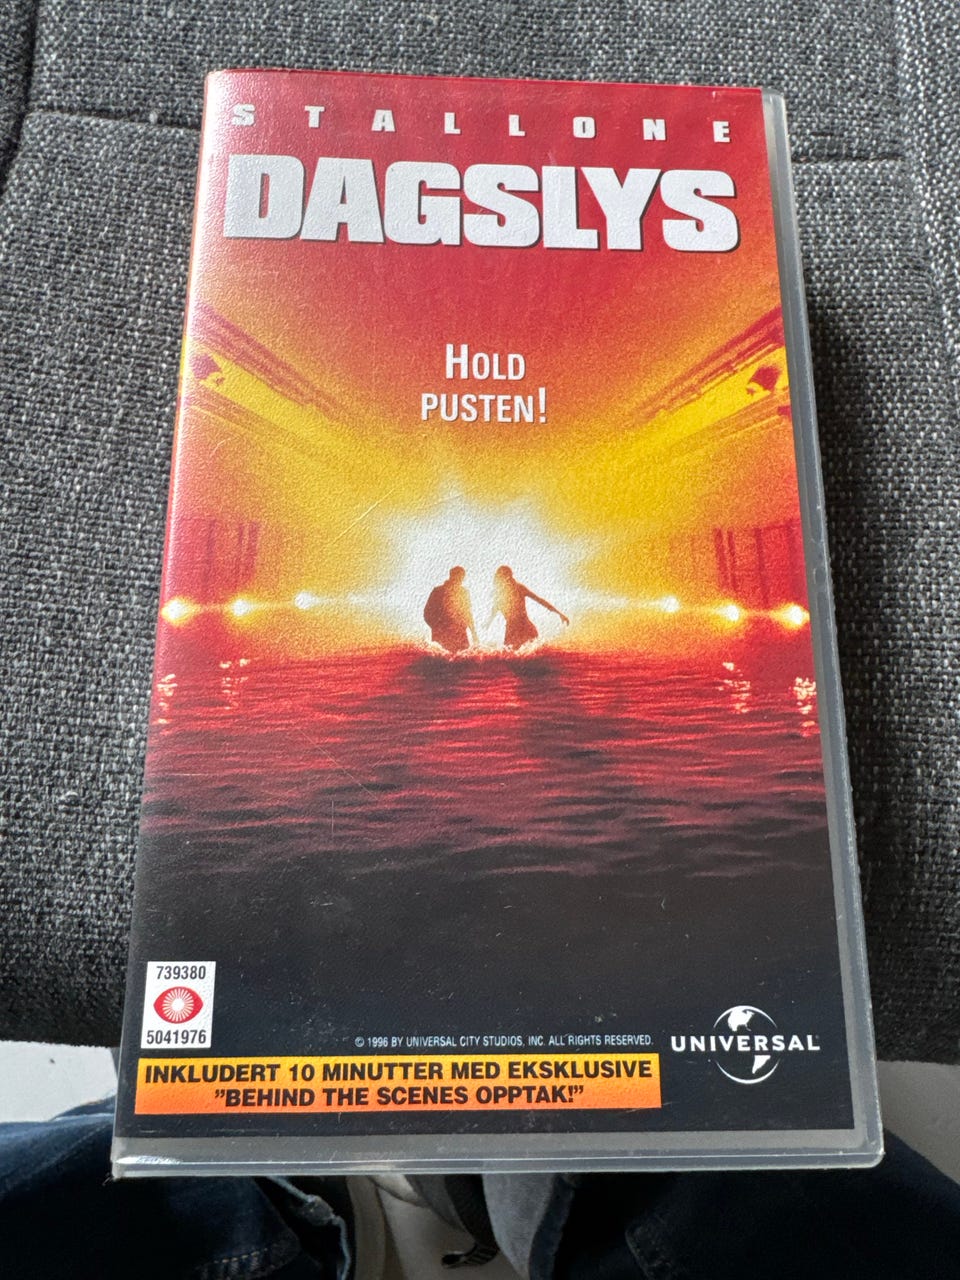 STALLONE
DAGSLYS
HOLD
PUSTEN!
739380
5041976
© 1996 BY UNIVERSAL CITY STUDIOS, INC. ALL RIGHTS RESERVED.
UNIVERSAL
INKLUDERT 10 MINUTTER MED EKSKLUSIVE
"BEHIND THE SCENES OPPTAK!"